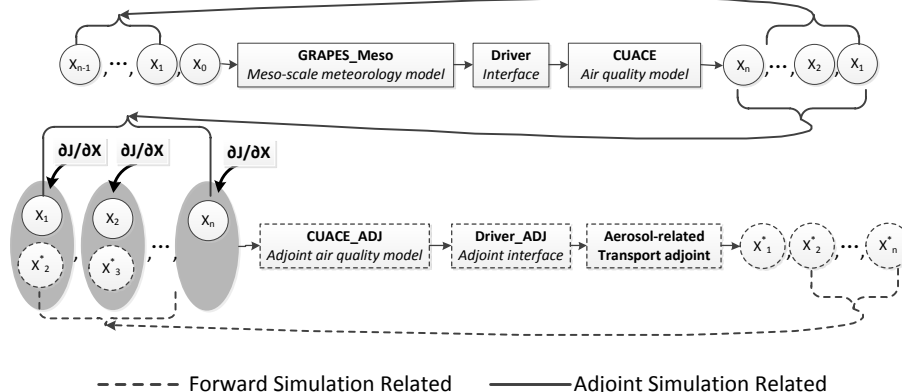 Xn-1 , ••• , X1 , X0
GRAPES_Meso
Meso-scale meteorology model
Driver
Interface
CUACE
Air quality model
Xn , ••• , X2 , X1
∂J/∂X
∂J/∂X
∂J/∂X
X1
X*2
,
X2
X*3
, ••• ,
Xn
CUACE_ADJ
Adjoint air quality model
Driver_ADJ
Adjoint interface
Aerosol-related
Transport adjoint
X*1 , X*2 , ••• , X*n
Forward Simulation Related
Adjoint Simulation Related